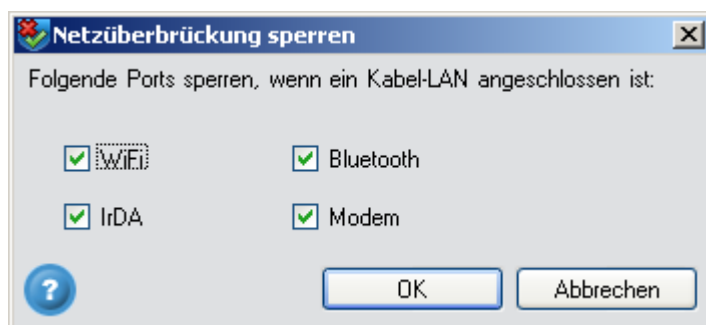 Netzüberbrückung sperren
Folgende Ports sperren, wenn ein Kabel-LAN angeschlossen ist:
WiFi Bluetooth
IrDA Modem
? OK Abbrechen